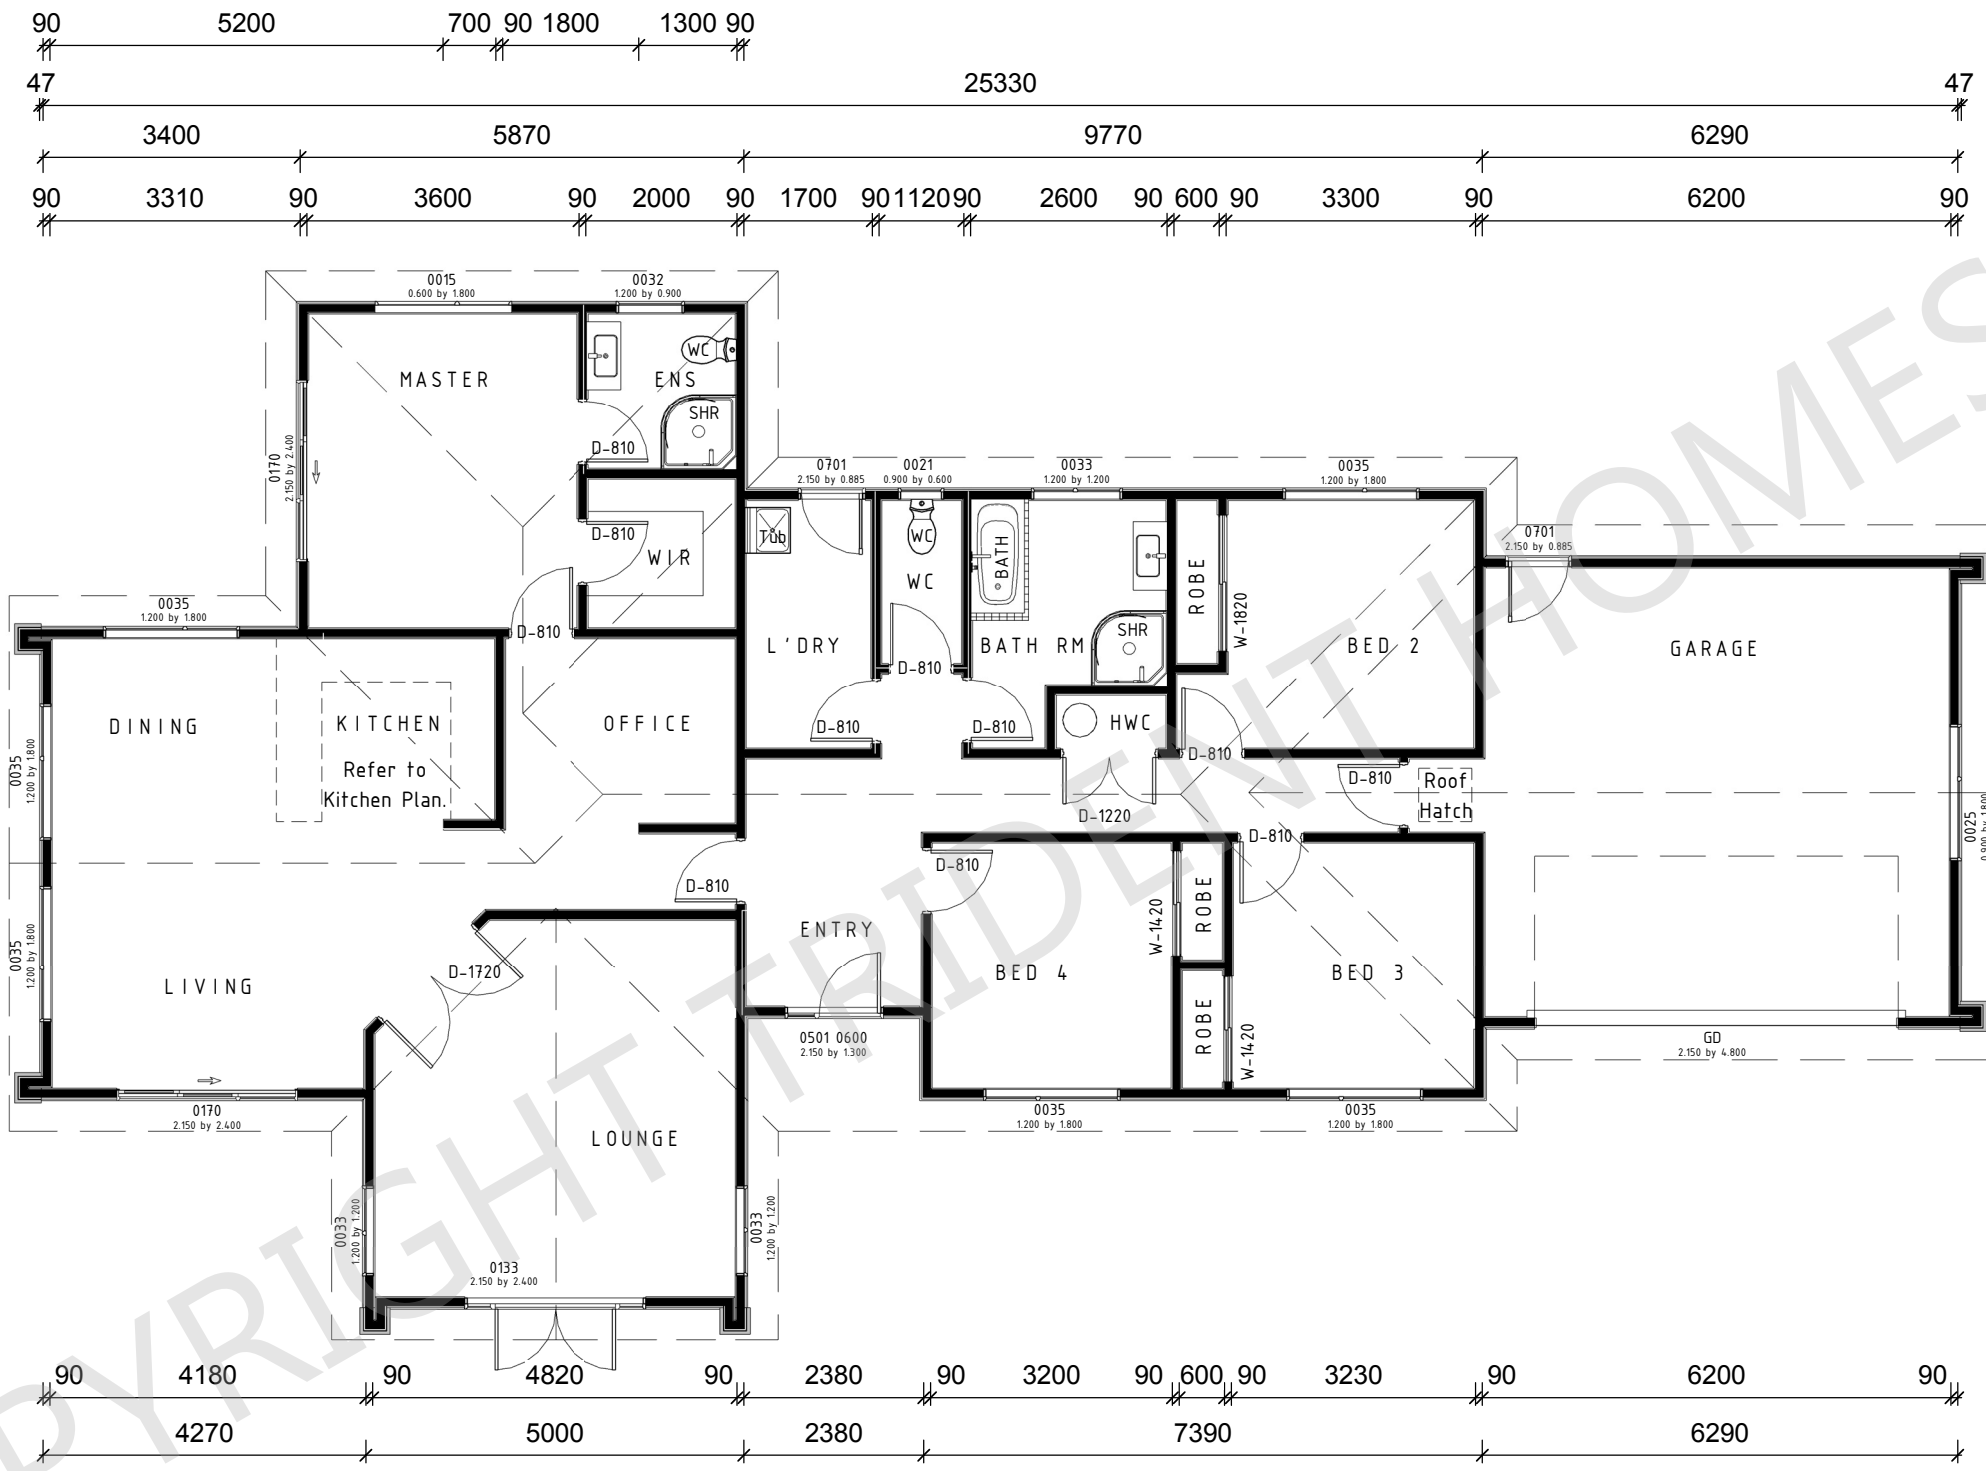 90 5200 700 90 1800 1300 90
47 25330 47
3400 5870 9770 6290
90 3310 90 3600 90 2000 90 1700 90 1120 90 2600 90 600 90 3300 90 6200 90
0015
0.600 by 1.800
0032
1.200 by 0.900
MASTER
WC
ENS
SHR
D-810
0170
2.150 by 2.400
0701
2.150 by 0.885
0021
0.900 by 0.600
0033
1.200 by 1.200
0035
1.200 by 1.800
D-810
WIR
Tub
WC
WC
BATH
ROBE
W-1820
0701
2.150 by 0.885
0035
1.200 by 1.800
D-810
L'DRY
D-810
BATH RM
SHR
BED 2
GARAGE
DINING
KITCHEN
Refer to
Kitchen Plan.
OFFICE
D-810
D-810
HWC
D-810
D-1220
D-810
Roof
Hatch
0035
1.200 by 1.800
0025
0.900 by 1.800
D-810
D-810
D-810
ROBE
W-1420
ENTRY
0035
1.200 by 1.800
LIVING
D-1720
BED 4
BED 3
ROBE
W-1420
0501 0600
2.150 by 1.300
GD
2.150 by 4.800
0170
2.150 by 2.400
0035
1.200 by 1.800
0035
1.200 by 1.800
LOUNGE
0033
1.200 by 1.200
0033
1.200 by 1.200
0133
2.150 by 2.400
90 4180 90 4820 90 2380 90 3200 90 600 90 3230 90 6200 90
4270 5000 2380 7390 6290
PYRIGHT TRIDENT HOMES